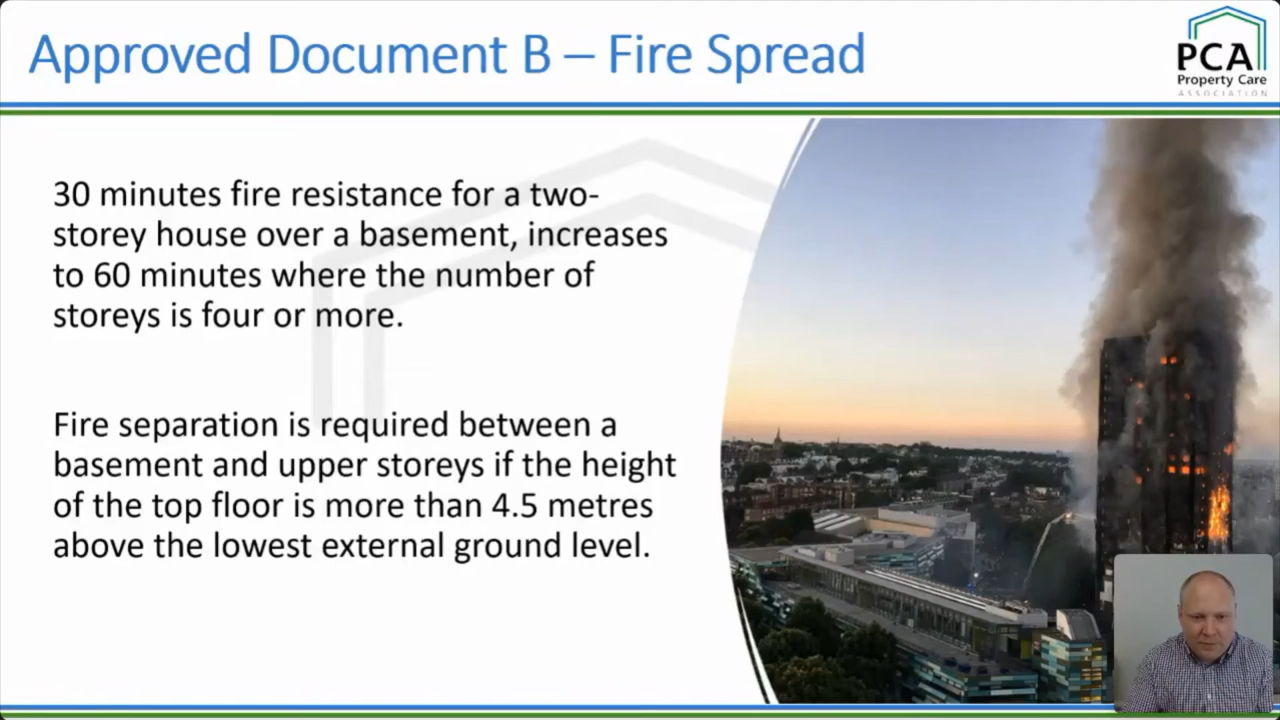 Approved Document B – Fire Spread
PCA
Property Care
ASSOCIATION
30 minutes fire resistance for a two-
storey house over a basement, increases
to 60 minutes where the number of
storeys is four or more.
Fire separation is required between a
basement and upper storeys if the height
of the top floor is more than 4.5 metres
above the lowest external ground level.